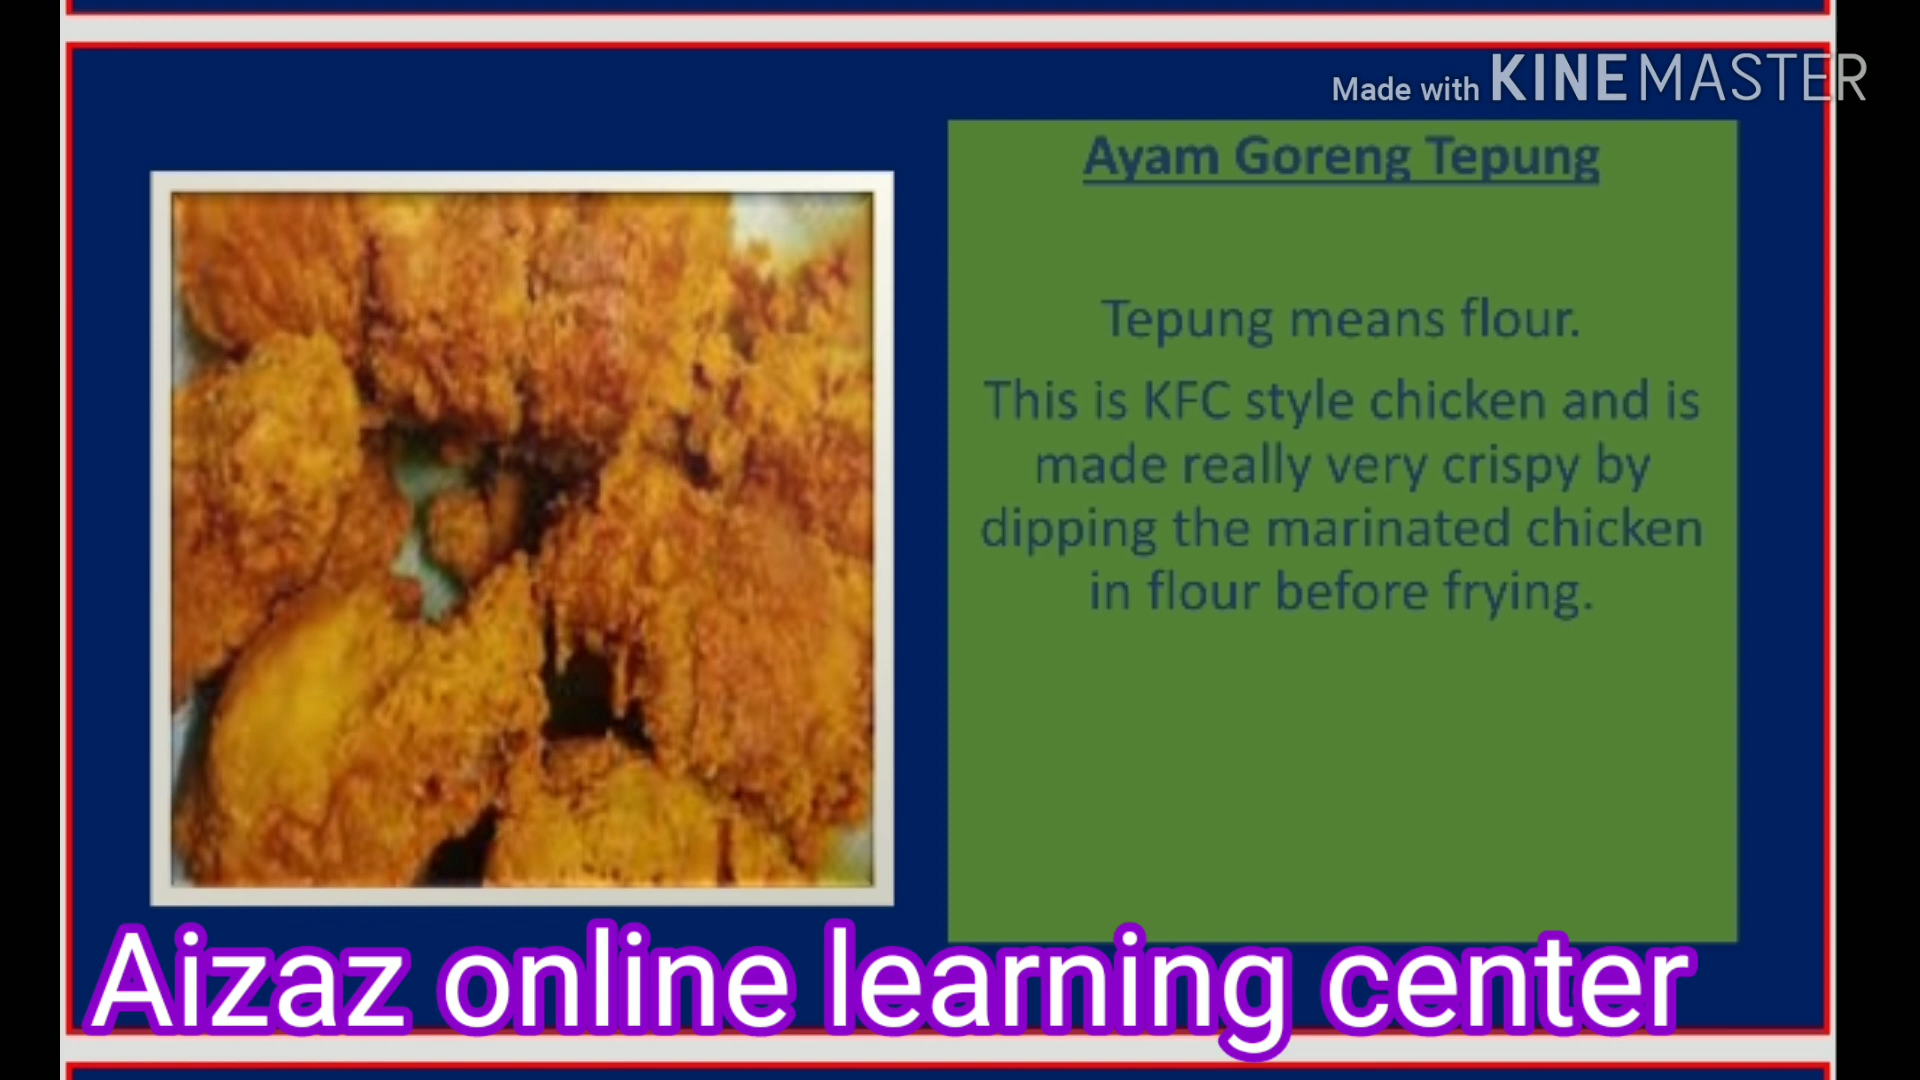 Made with KINEMASTER
Ayam Goreng Tepung
Tepung means flour.
This is KFC style chicken and is
made really very crispy by
dipping the marinated chicken
in flour before frying.
Aizaz online learning center